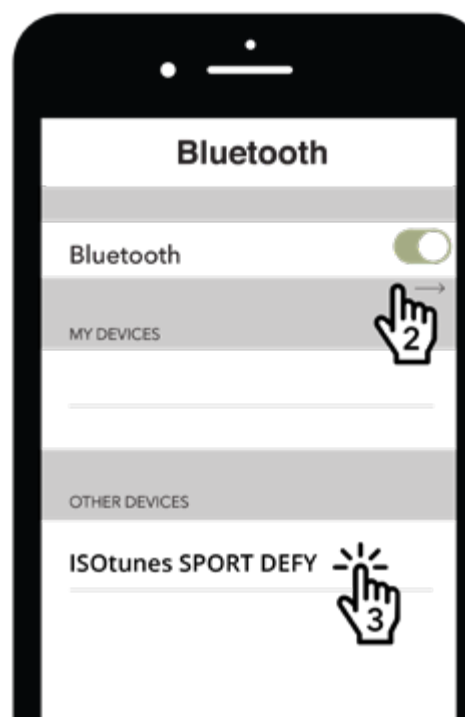 Bluetooth
Bluetooth
2
MY DEVICES
OTHER DEVICES
ISOtunes SPORT DEFY
3